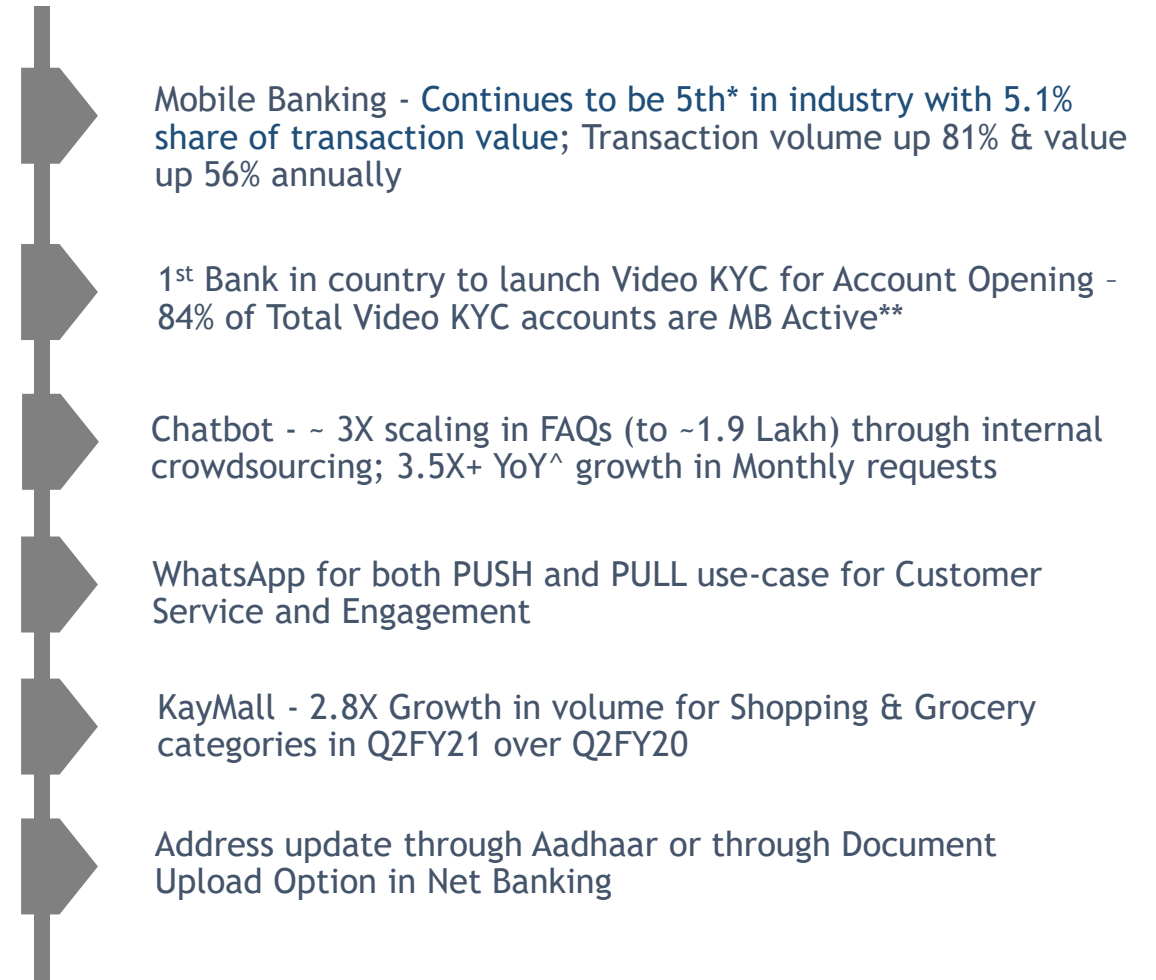 Mobile Banking - Continues to be 5th* in industry with 5.1%
share of transaction value; Transaction volume up 81% & value
up 56% annually
1st Bank in country to launch Video KYC for Account Opening –
84% of Total Video KYC accounts are MB Active**
Chatbot - ~ 3X scaling in FAQs (to ~1.9 Lakh) through internal
crowdsourcing; 3.5X+ YoY^ growth in Monthly requests
WhatsApp for both PUSH and PULL use-case for Customer
Service and Engagement
KayMall - 2.8X Growth in volume for Shopping & Grocery
categories in Q2FY21 over Q2FY20
Address update through Aadhaar or through Document
Upload Option in Net Banking